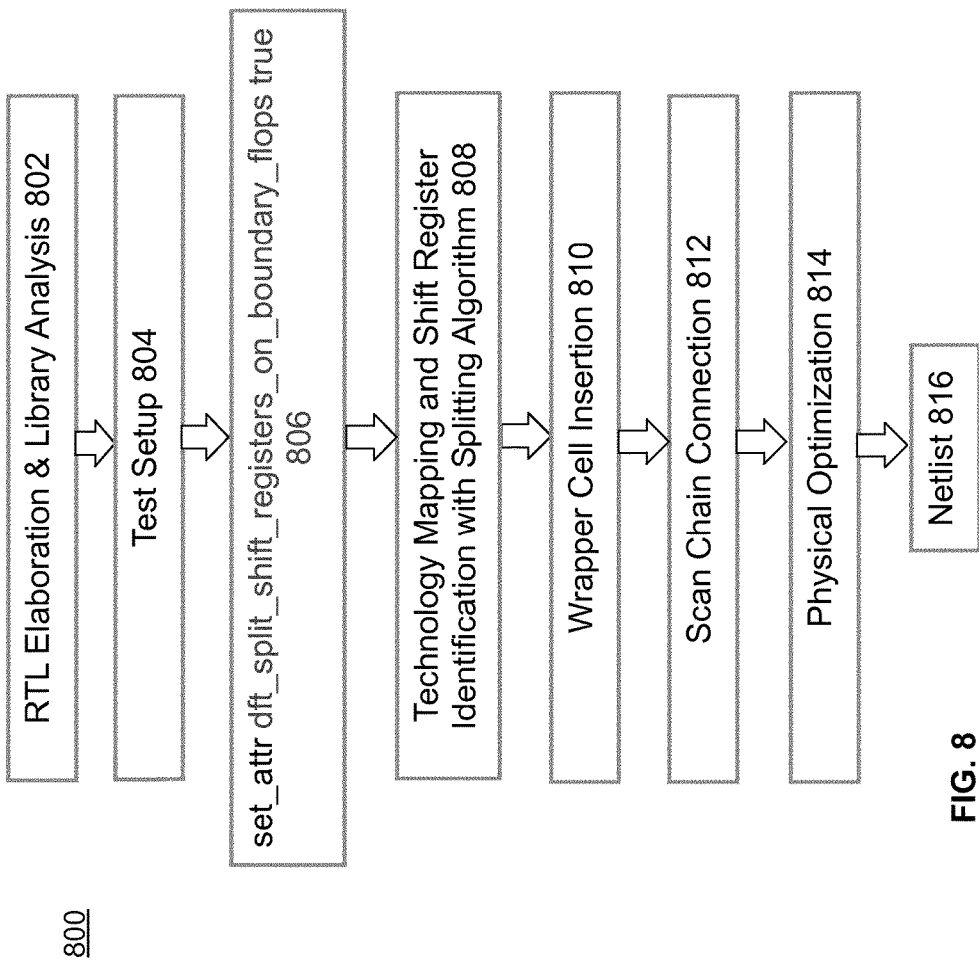 800
RTL Elaboration & Library Analysis 802
Test Setup 804
set_attr dft_split_shift_registers_on_boundary_flops true
806
Technology Mapping and Shift Register
Identification with Splitting Algorithm 808
Wrapper Cell Insertion 810
Scan Chain Connection 812
Physical Optimization 814
Netlist 816
FIG. 8